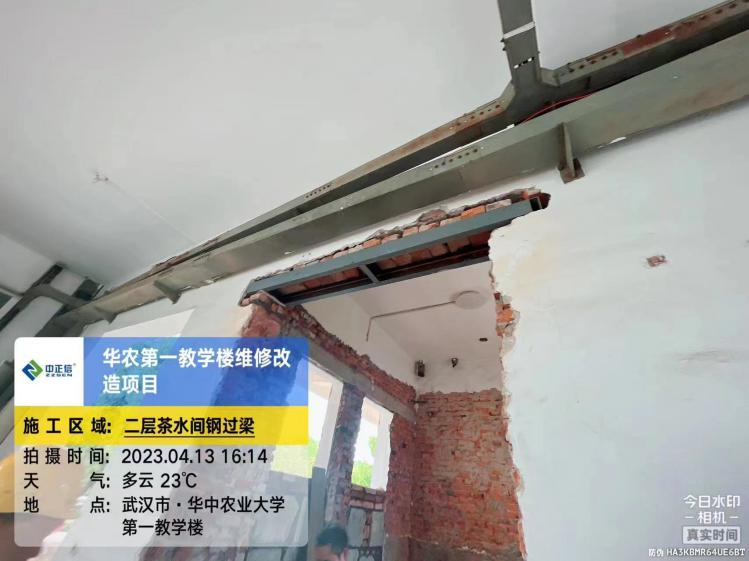 中正信®
ZZSCN
华农第一教学楼维修改
造项目
施工区域: 二层茶水间钢过梁
拍摄时间: 2023.04.13 16:14
天气: 多云 23℃
地点: 武汉市·华中农业大学
第一教学楼
今日水印
-相机-
真实时间
防伪 HA3KBMR64UE6BT